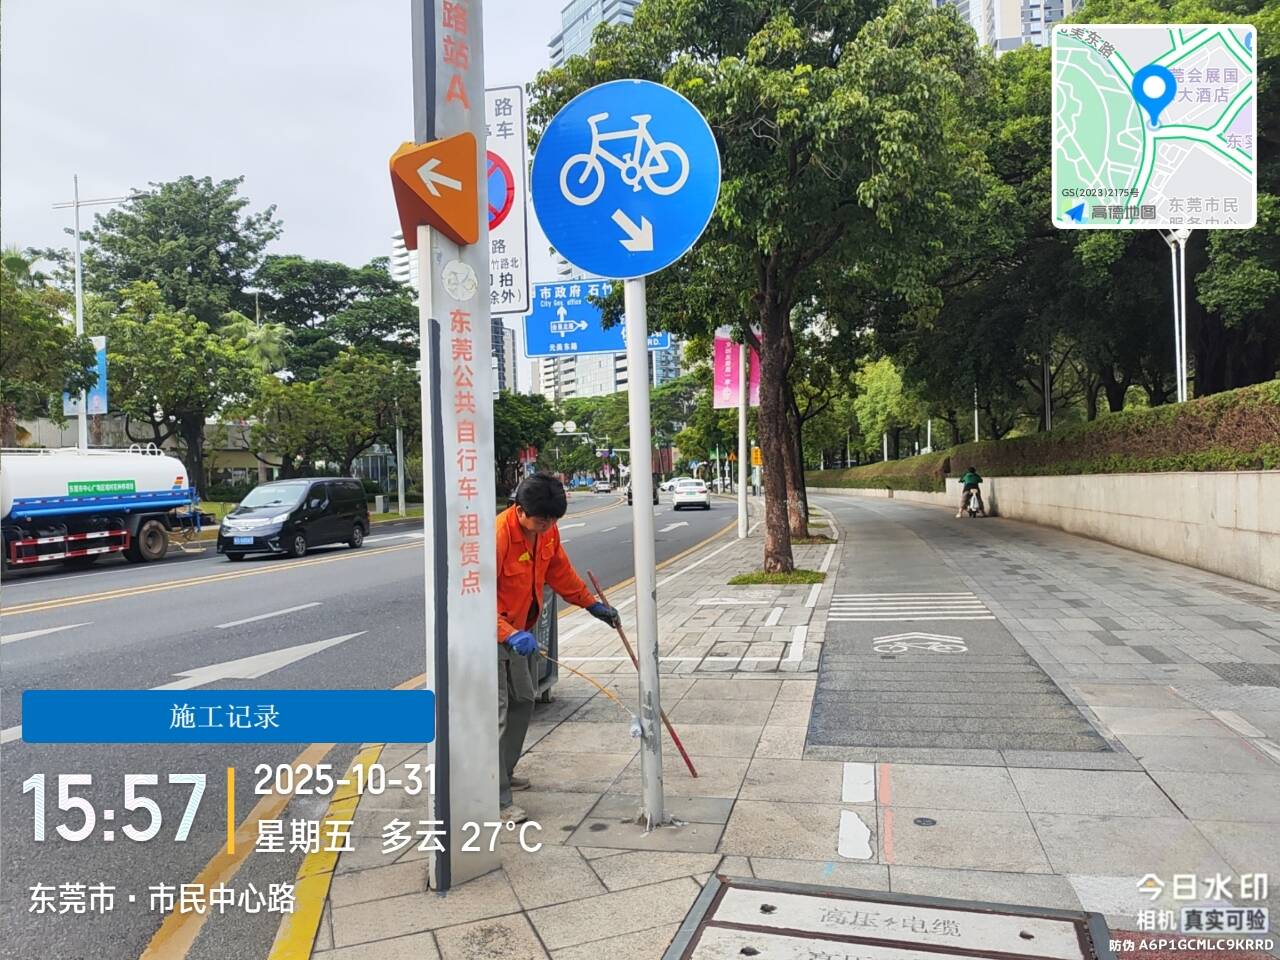 路站A
路
停车
路
竹路北
即拍
除外)
东莞公共自行车·租赁点
市政府 石竹
City Gov. office
元美东路
东莞会展国
大酒店
东莞市民
服务中心
GS(2023)2175号
高德地图
施工记录
15:57
2025-10-31
星期五 多云 27℃
东莞市·市民中心路
高压 电缆
今日水印
相机 真实可验
防伪 A6P1GCMLC9KRRD